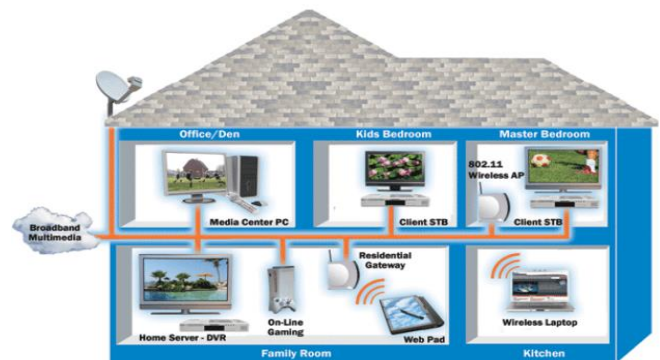 Office/Den
Kids Bedroom
Master Bedroom
802.11
Wireless AP
Media Center PC
Client STB
Client STB
Broadband
Multimedia
Residential
Gateway
On-Line
Gaming
Home Server - DVR
Web Pad
Wireless Laptop
Family Room
Kitchen